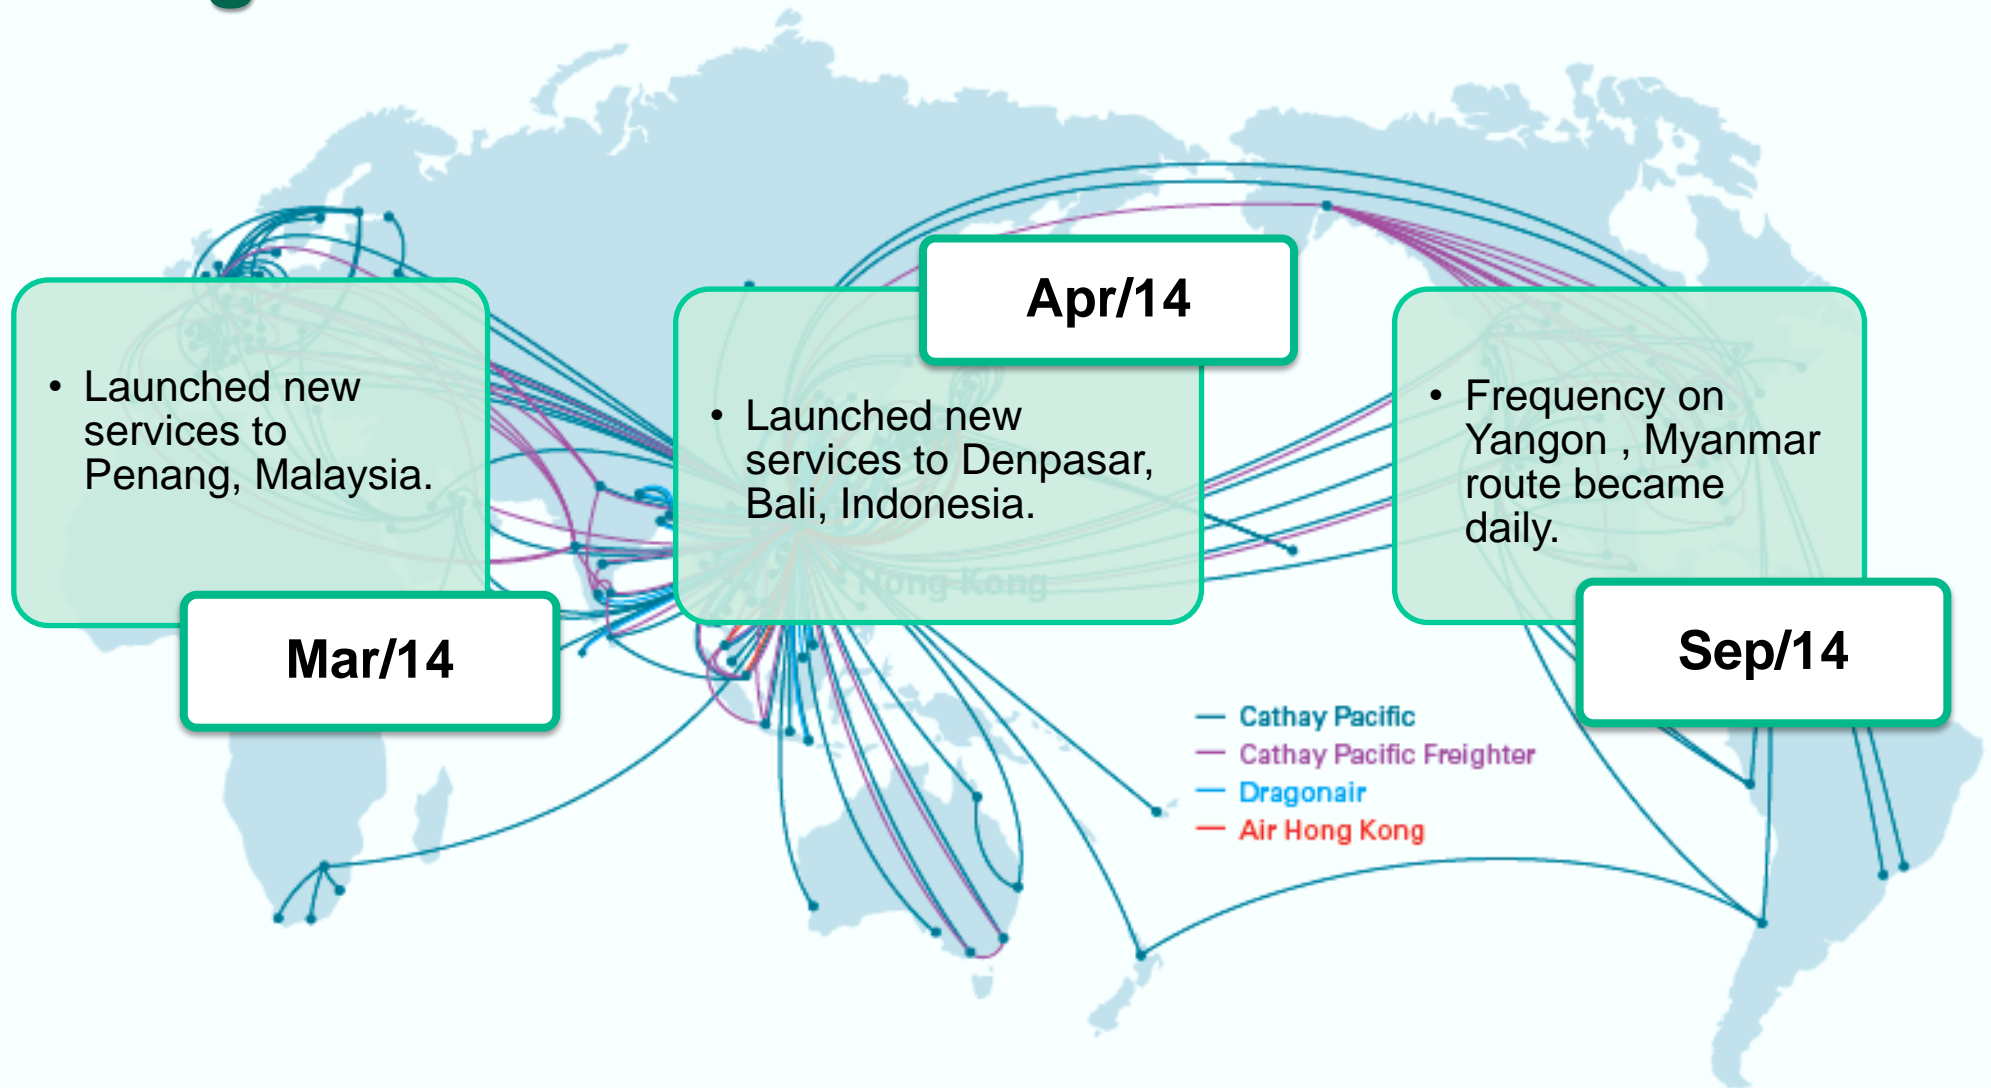 • Launched new
services to
Penang, Malaysia.
Mar/14
Apr/14
• Launched new
services to Denpasar,
Bali, Indonesia.
Hong Kong
• Frequency on
Yangon , Myanmar
route became
daily.
Sep/14
Cathay Pacific
Cathay Pacific Freighter
Dragonair
Air Hong Kong